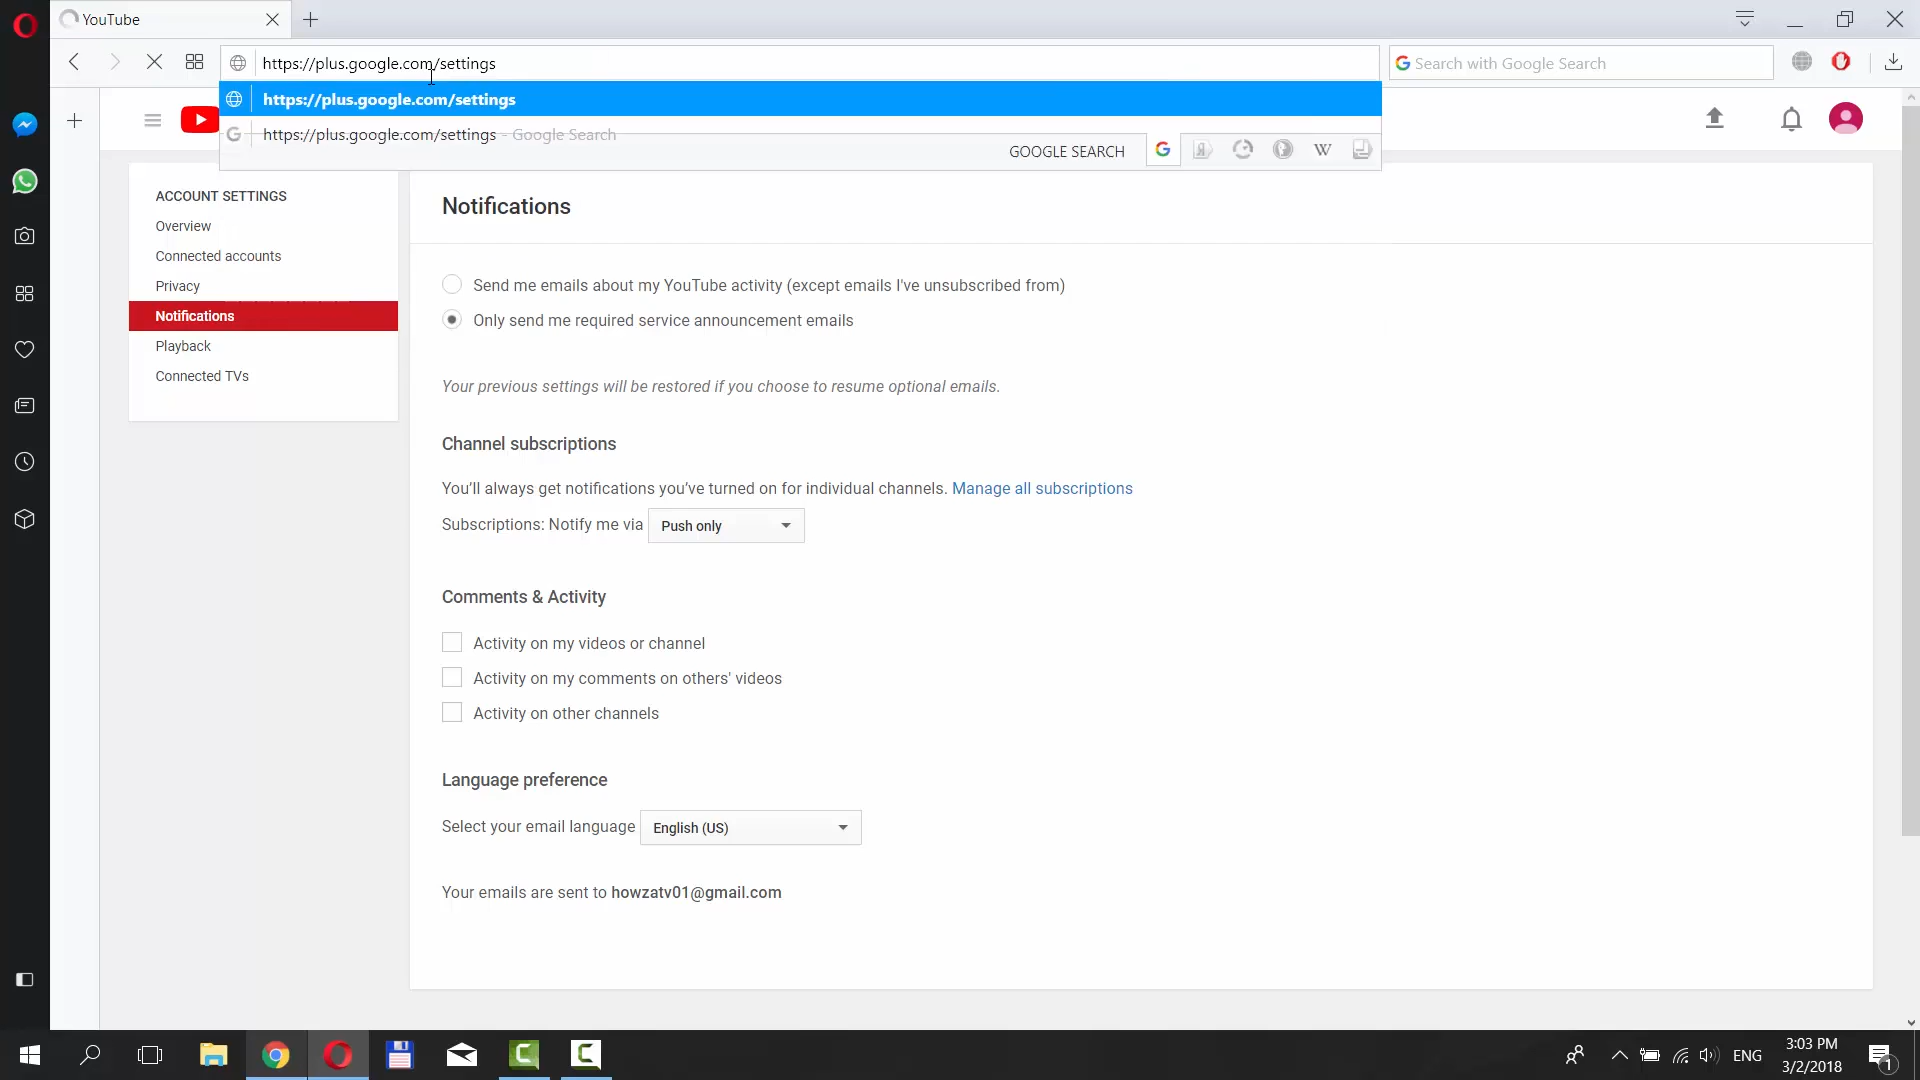 YouTube
https://plus.google.com/settings
Search with Google Search
https://plus.google.com/settings
https://plus.google.com/settings - Google Search
GOOGLE SEARCH
ACCOUNT SETTINGS
Overview
Connected accounts
Privacy
Notifications
Playback
Connected TVs
Notifications
Send me emails about my YouTube activity (except emails I've unsubscribed from)
Only send me required service announcement emails
Your previous settings will be restored if you choose to resume optional emails.
Channel subscriptions
You’ll always get notifications you’ve turned on for individual channels. Manage all subscriptions
Subscriptions: Notify me via Push only
Comments & Activity
Activity on my videos or channel
Activity on my comments on others' videos
Activity on other channels
Language preference
Select your email language English (US)
Your emails are sent to howzatv01@gmail.com
ENG
3:03 PM
3/2/2018
1